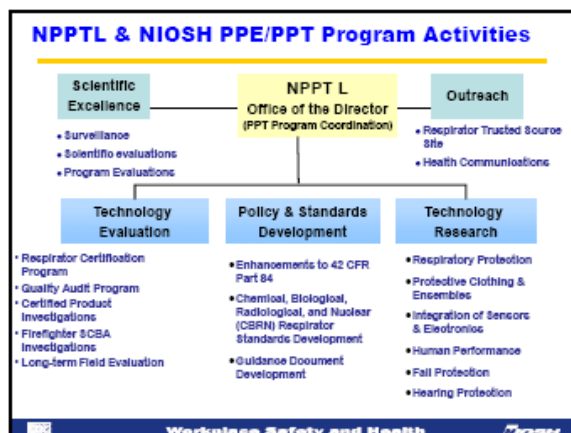 NPPTL & NIOSH PPE/PPT Program Activities
Scientific
Excellence
• Surveillance
• Scientific evaluations
• Program Evaluations
NPPT L
Office of the Director
(PPT Program Coordination)
Outreach
• Respirator Trusted Source
Site
• Health Communications
Technology
Evaluation
• Respirator Certification
Program
• Quality Audit Program
• Certified Product
Investigations
• Firefighter SCBA
Investigations
• Long-term Field Evaluation
Policy & Standards
Development
• Enhancements to 42 CFR
Part 84
• Chemical, Biological,
Radiological, and Nuclear
(CBRN) Respirator
Standards Development
• Guidance Document
Development
Technology
Research
• Respiratory Protection
• Protective Clothing &
Ensembles
• Integration of Sensors
& Electronics
• Human Performance
• Fall Protection
• Hearing Protection
Workplace Safety and Health
NIOSH